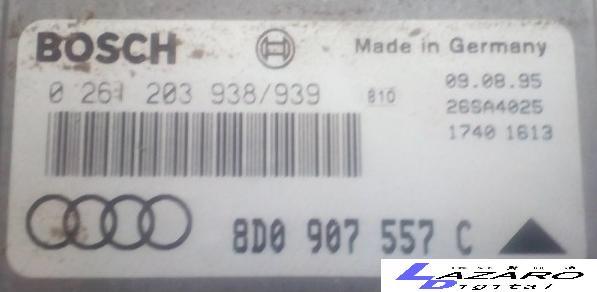 BOSCH
Made in Germany
0 261 203 938/939
810
09.08.95
26SA4025
1740 1613
8D0 907 557 C
LAZARO
Digital